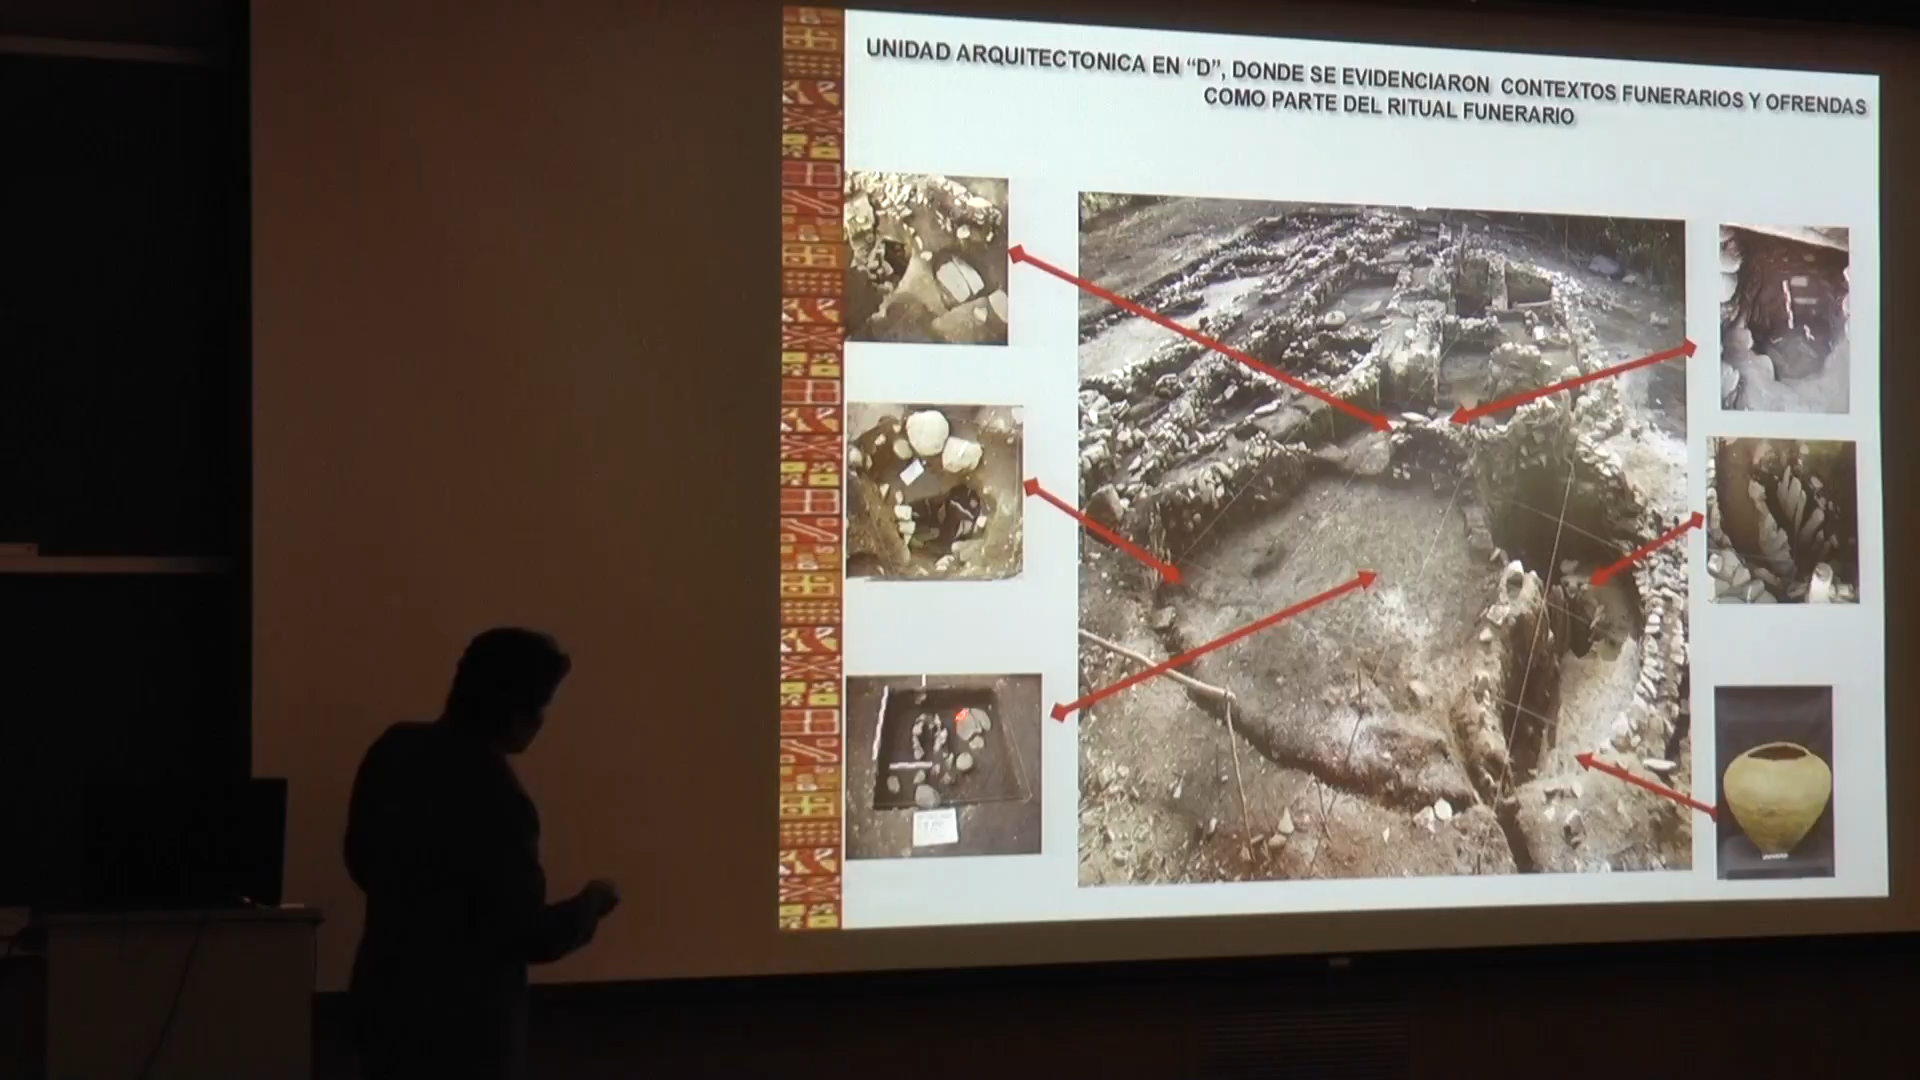 UNIDAD ARQUITECTONICA EN “D”, DONDE SE EVIDENCIARON CONTEXTOS FUNERARIOS Y OFRENDAS
COMO PARTE DEL RITUAL FUNERARIO